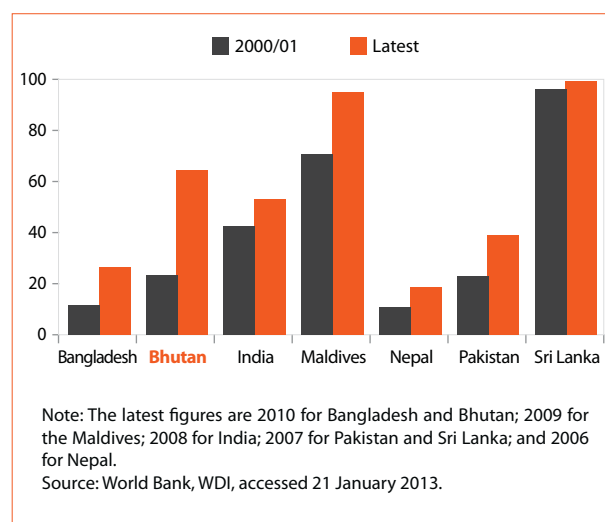 2000/01 Latest
100
80
60
40
20
0
Bangladesh Bhutan India Maldives Nepal Pakistan Sri Lanka
Note: The latest figures are 2010 for Bangladesh and Bhutan; 2009 for
the Maldives; 2008 for India; 2007 for Pakistan and Sri Lanka; and 2006
for Nepal.
Source: World Bank, WDI, accessed 21 January 2013.